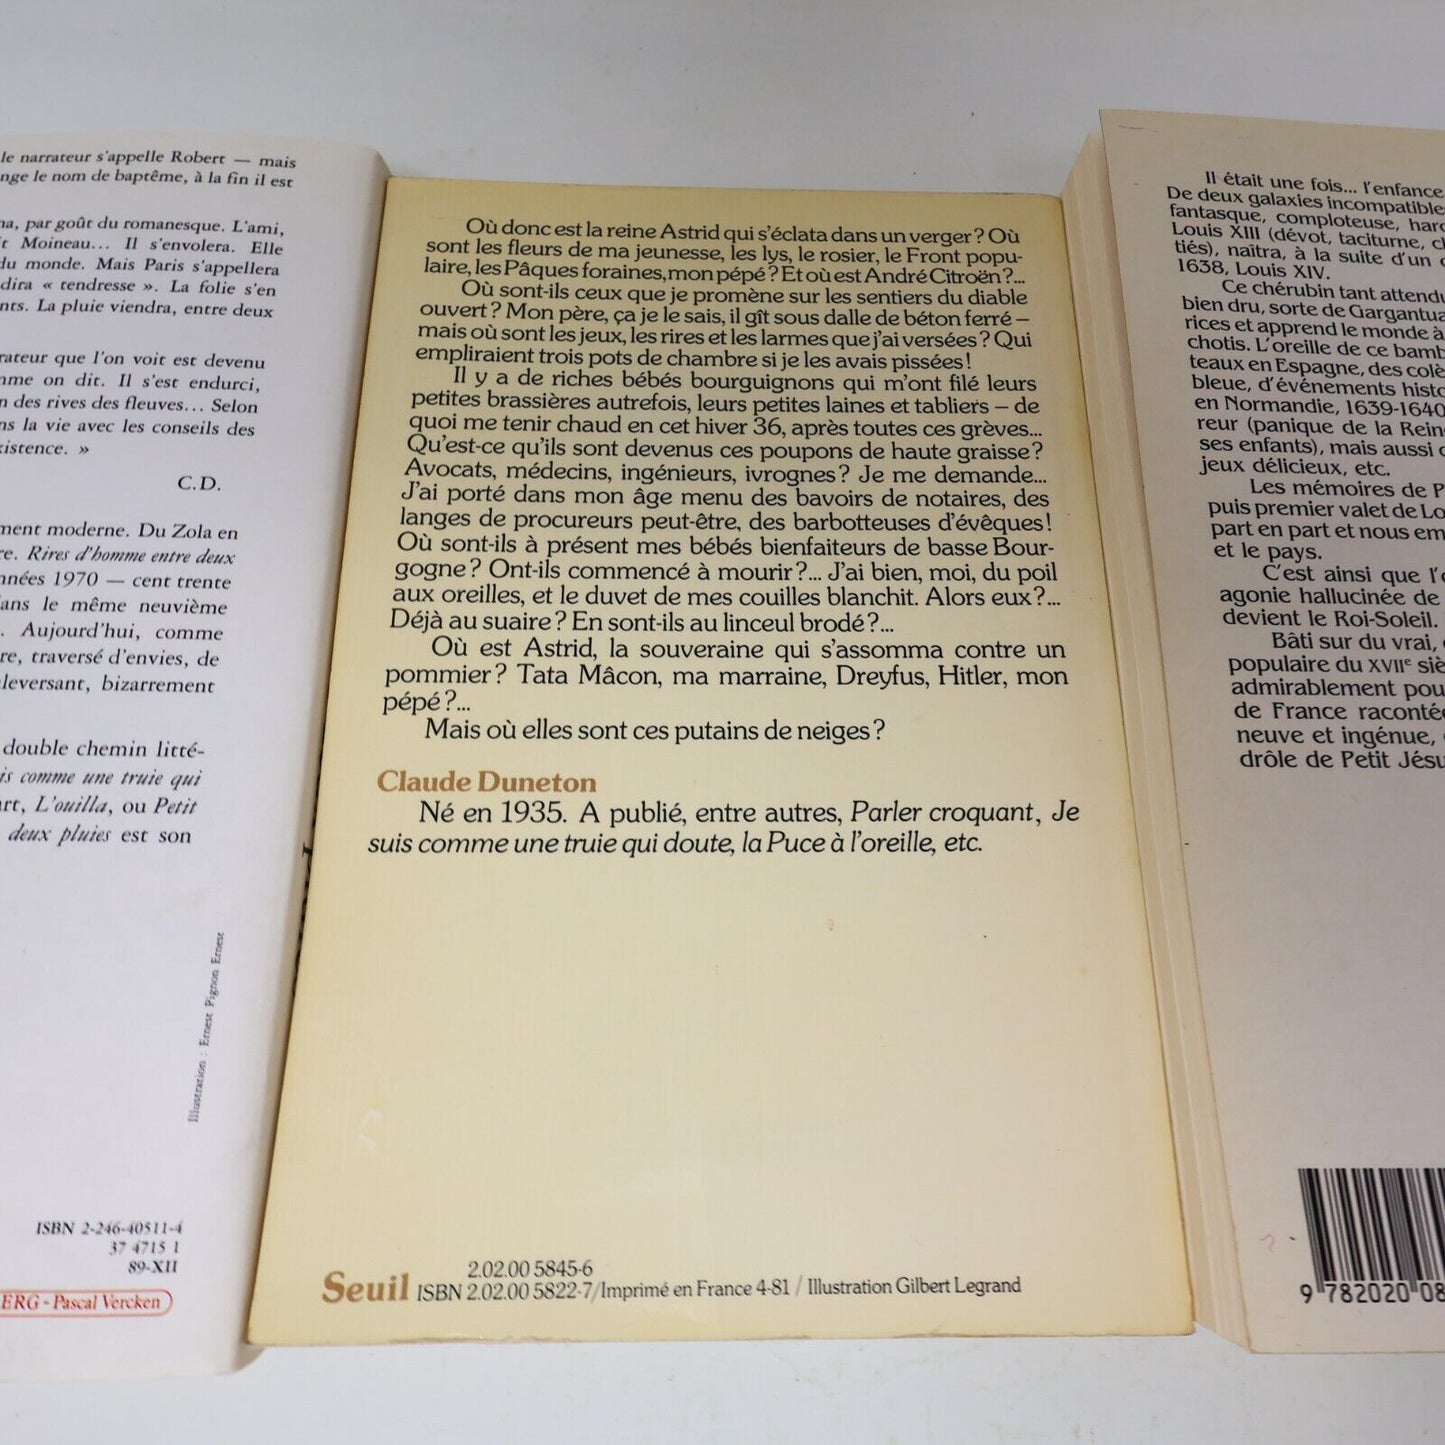 le narrateur s'appelle Robert — mais
nge le nom de baptême, à la fin il est
na, par goût du romanesque. L'ami,
t Moineau... Il s'envolera. Elle
du monde. Mais Paris s'appellera
dira « tendresse ». La folie s'en
nts. La pluie viendra, entre deux
rateur que l'on voit est devenu
mme on dit. Il s'est endurci,
n des rives des fleuves... Selon
ns la vie avec les conseils des
xistence. »
C.D.
ment moderne. Du Zola en
re. Rires d'homme entre deux
nnées 1970 — cent trente
dans le même neuvième
. Aujourd'hui, comme
re, traversé d'envies, de
leversant, bizarrement
double chemin litté-
is comme une truie qui
art, L'ouilla, ou Petit
deux pluies est son
Illustration : Ernest Pignon Ernest
ISBN 2-246-40511-4
37 4715 1
89-XII
ERG - Pascal Vercken
Où donc est la reine Astrid qui s'éclata dans un verger ? Où
sont les fleurs de ma jeunesse, les lys, le rosier, le Front popu-
laire, les Pâques foraines, mon pépé ? Et où est André Citroën ?...
Où sont-ils ceux que je promène sur les sentiers du diable
ouvert ? Mon père, ça je le sais, il gît sous dalle de béton ferré –
mais où sont les jeux, les rires et les larmes que j'ai versées ? Qui
empliraient trois pots de chambre si je les avais pissées !
Il y a de riches bébés bourguignons qui m'ont filé leurs
petites brassières autrefois, leurs petites laines et tabliers – de
quoi me tenir chaud en cet hiver 36, après toutes ces grèves...
Qu'est-ce qu'ils sont devenus ces poupons de haute graisse ?
Avocats, médecins, ingénieurs, ivrognes ? Je me demande...
J'ai porté dans mon âge menu des bavoirs de notaires, des
langes de procureurs peut-être, des barbotteuses d'évêques !
Où sont-ils à présent mes bébés bienfaiteurs de basse Bour-
gogne ? Ont-ils commencé à mourir ?... J'ai bien, moi, du poil
aux oreilles, et le duvet de mes couilles blanchit. Alors eux ?...
Déjà au suaire ? En sont-ils au linceul brodé ?...
Où est Astrid, la souveraine qui s'assomma contre un
pommier ? Tata Mâcon, ma marraine, Dreyfus, Hitler, mon
pépé ?...
Mais où elles sont ces putains de neiges ?
Claude Duneton
Né en 1935. A publié, entre autres, Parler croquant, Je
suis comme une truie qui doute, la Puce à l'oreille, etc.
2.02.00 5845-6
Seuil ISBN 2.02.00 5822-7/Imprimé en France 4-81 / Illustration Gilbert Legrand
Il était une fois... l'enfance
De deux galaxies incompatible
fantasque, comploteuse, hard
Louis XIII (dévot, taciturne, ch
tiés), naîtra, à la suite d'un
1638, Louis XIV.
Ce chérubin tant attendu
bien dru, sorte de Gargantua
rices et apprend le monde à
chotis. L'oreille de ce bamb
teaux en Espagne, des colè
bleue, d'événements histo
en Normandie, 1639-1640
reur (panique de la Rein
ses enfants), mais aussi
jeux délicieux, etc.
Les mémoires de P
puis premier valet de Lo
part en part et nous em
et le pays.
C'est ainsi que l'
agonie hallucinée de
devient le Roi-Soleil.
Bâti sur du vrai,
populaire du XVIIe siè
admirablement pou
de France raconté
neuve et ingénue,
drôle de Petit Jésu
9 782020 08